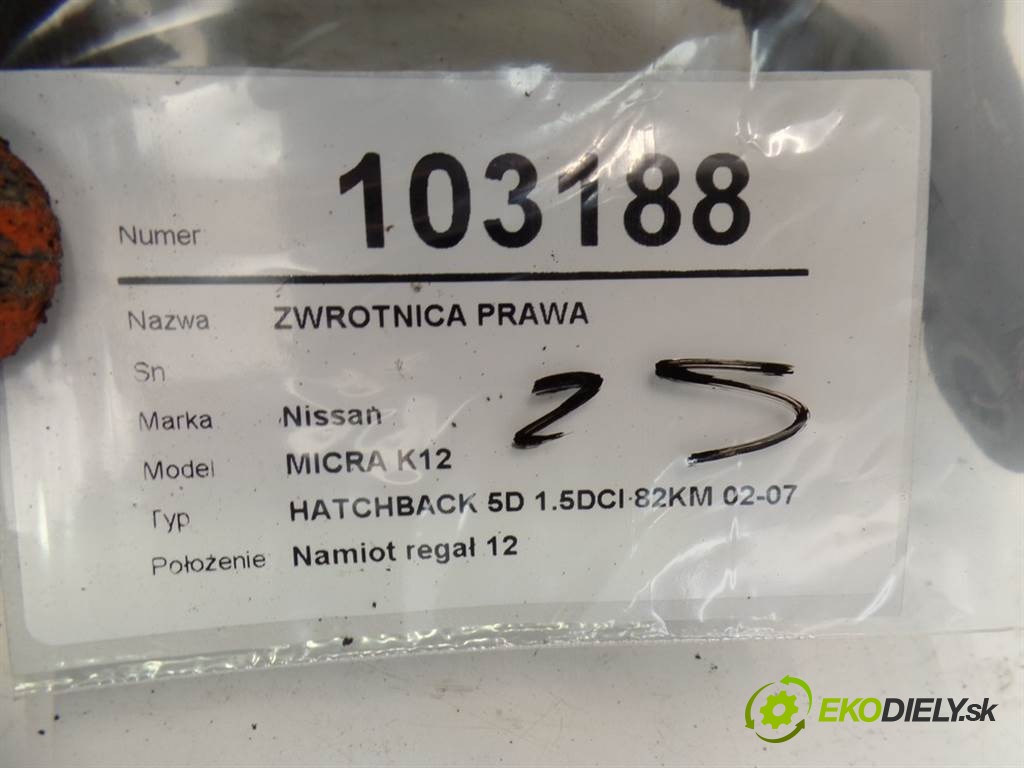 Numer 103188
Nazwa ZWROTNICA PRAWA
Sn
Marka Nissan
25
Model MICRA K12
Typ HATCHBACK 5D 1.5DCI 82KM 02-07
Położenie Namiot regał 12
EKODIELY.sk